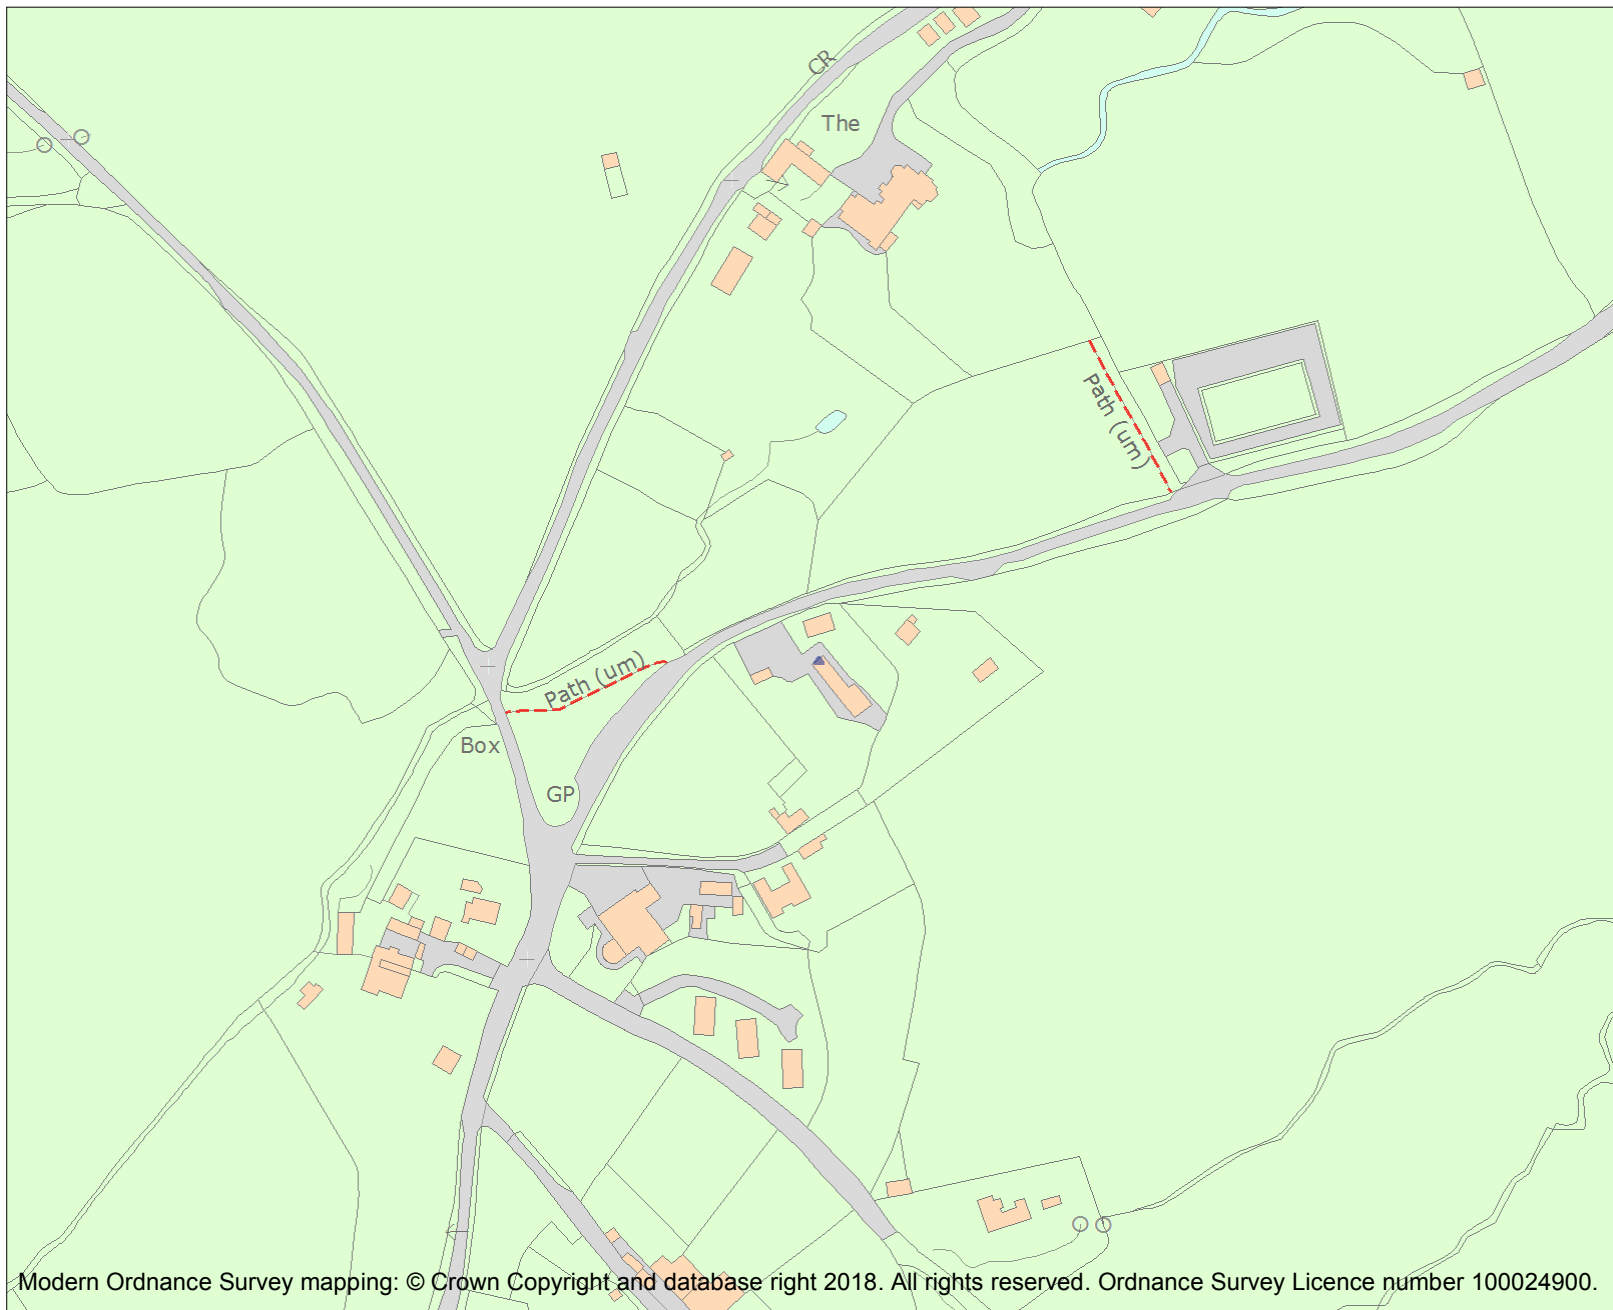 CR
The
Path (um)
Path (um)
Box
GP
Modern Ordnance Survey mapping: © Crown Copyright and database right 2018. All rights reserved. Ordnance Survey Licence number 100024900.